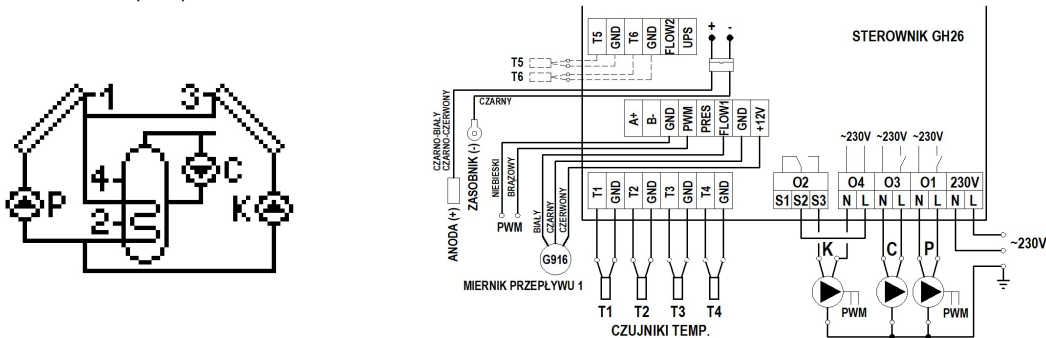 1
3
4
C
P
2
K
STEROWNIK GH26
+ -
T5 GND T6 GND FLOW2 UPS
T5
T6
CZARNO-BIAŁY
CZARNO-CZERWONY
CZARNY
ANODA (+)
ZASOBNIK (-)
A+ B- GND PWM PRES FLOW1 GND +12V
NIEBIESKI
BRĄZOWY
PWM
BIAŁY
CZARNY
CZERWONY
G916
MIERNIK PRZEPŁYWU 1
T1 GND T2 GND T3 GND T4 GND
T1 T2 T3 T4
CZUJNIKI TEMP.
~230V ~230V ~230V
O2 O4 O3 O1 230V
S1 S2 S3 N L N L N L N L
~230V
K C P
PWM PWM PWM